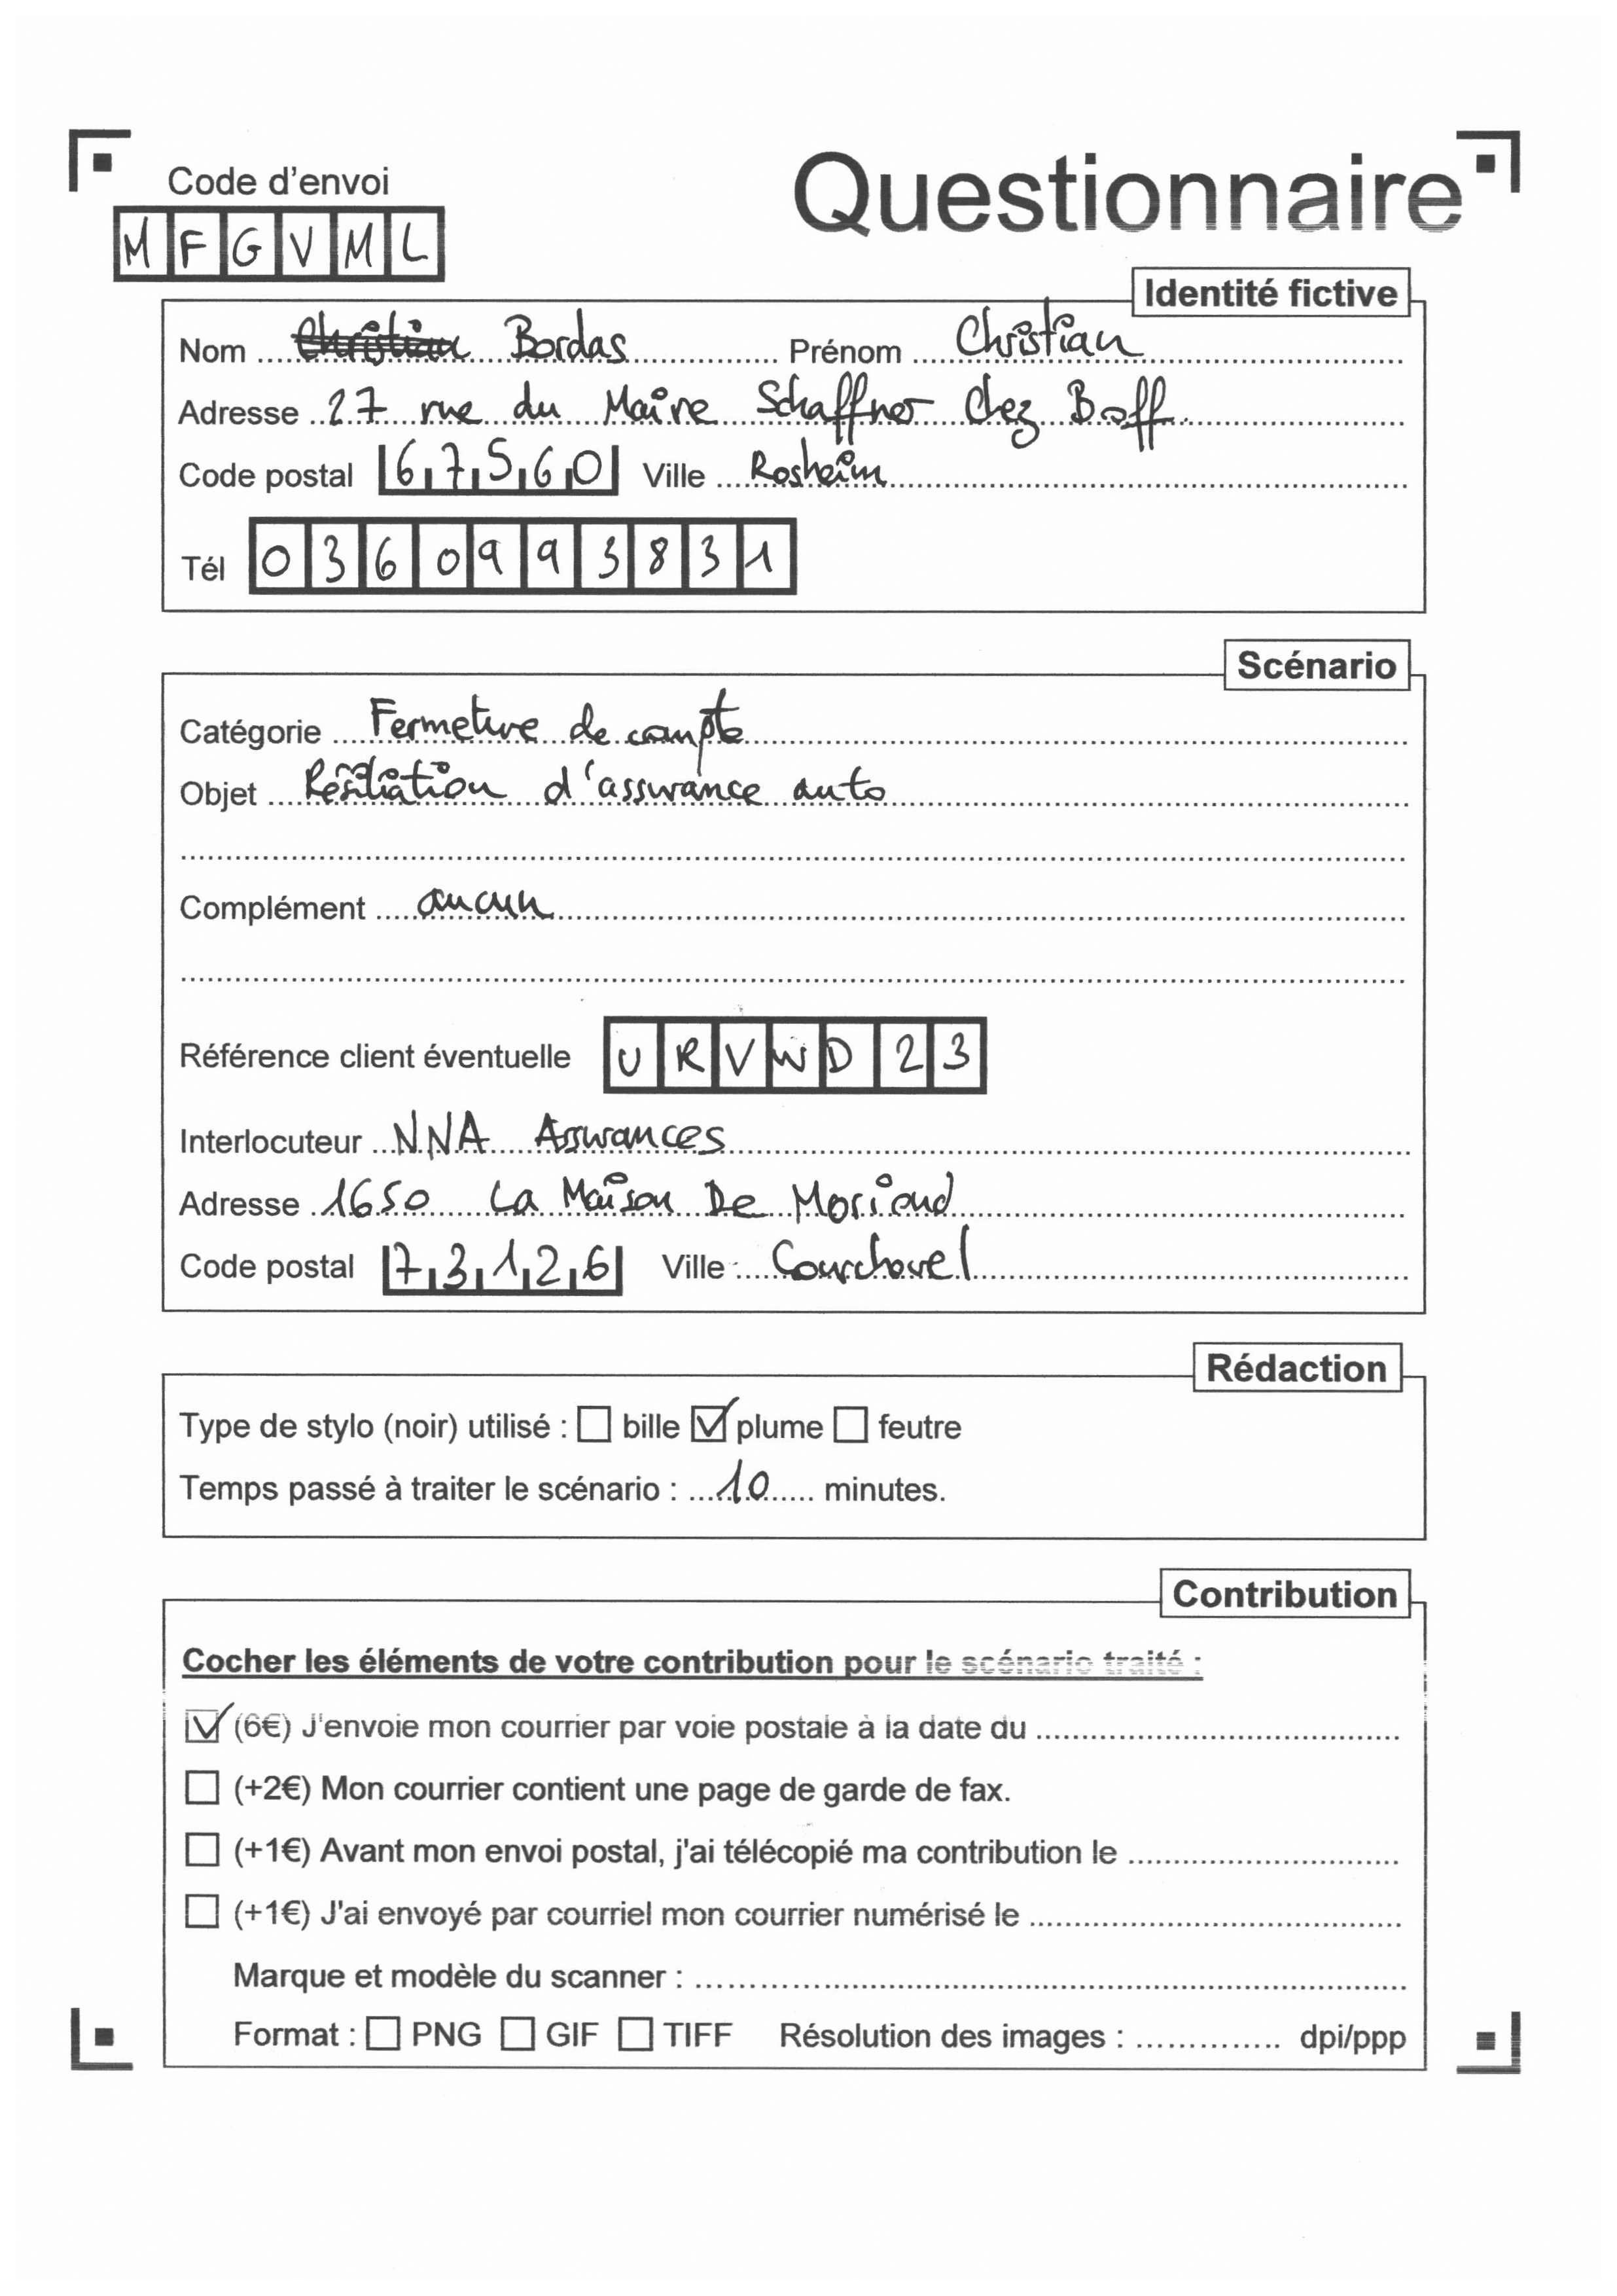 Code d'envoi
MFGVML
Questionnaire
Identité fictive
Nom Christian Bordas Prénom Christian
Adresse 27 rue du Maire Schaffner Chez Boff.
Code postal 67560 Ville Rosheim
Tél 0360993831
Scénario
Catégorie Fermeture de compte
Objet Résiliation d'assurance auto
Complément aucun
Référence client éventuelle URVWD23
Interlocuteur NNA Assurances
Adresse 1650 La Maison De Moriond
Code postal 73126 Ville Courchevel
Rédaction
Type de stylo (noir) utilisé : bille plume feutre
Temps passé à traiter le scénario : 10 minutes.
Contribution
Cocher les éléments de votre contribution pour le scénario traité :
(6€) J'envoie mon courrier par voie postale à la date du
(+2€) Mon courrier contient une page de garde de fax.
(+1€) Avant mon envoi postal, j'ai télécopié ma contribution le
(+1€) J'ai envoyé par courriel mon courrier numérisé le
Marque et modèle du scanner :
Format : PNG GIF TIFF Résolution des images : dpi/ppp